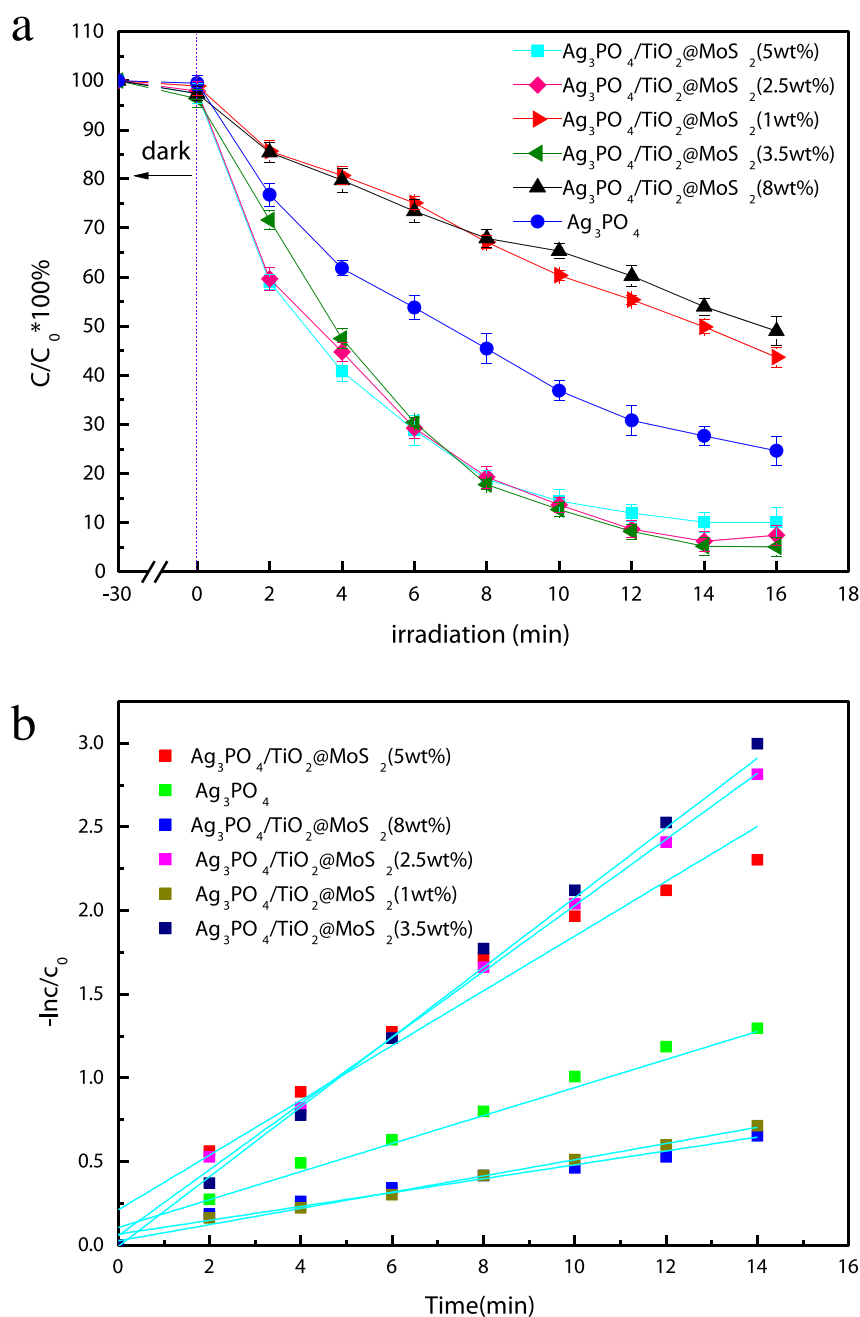 a
110
100
90
80
70
60
50
40
30
20
10
0
C/C₀*100%
dark
Ag₃PO₄/TiO₂@MoS₂(5wt%)
Ag₃PO₄/TiO₂@MoS₂(2.5wt%)
Ag₃PO₄/TiO₂@MoS₂(1wt%)
Ag₃PO₄/TiO₂@MoS₂(3.5wt%)
Ag₃PO₄/TiO₂@MoS₂(8wt%)
Ag₃PO₄
-30 0 2 4 6 8 10 12 14 16 18
irradiation (min)
b
3.0
2.5
2.0
1.5
1.0
0.5
0.0
-lnc/c₀
Ag₃PO₄/TiO₂@MoS₂(5wt%)
Ag₃PO₄
Ag₃PO₄/TiO₂@MoS₂(8wt%)
Ag₃PO₄/TiO₂@MoS₂(2.5wt%)
Ag₃PO₄/TiO₂@MoS₂(1wt%)
Ag₃PO₄/TiO₂@MoS₂(3.5wt%)
0 2 4 6 8 10 12 14 16
Time(min)